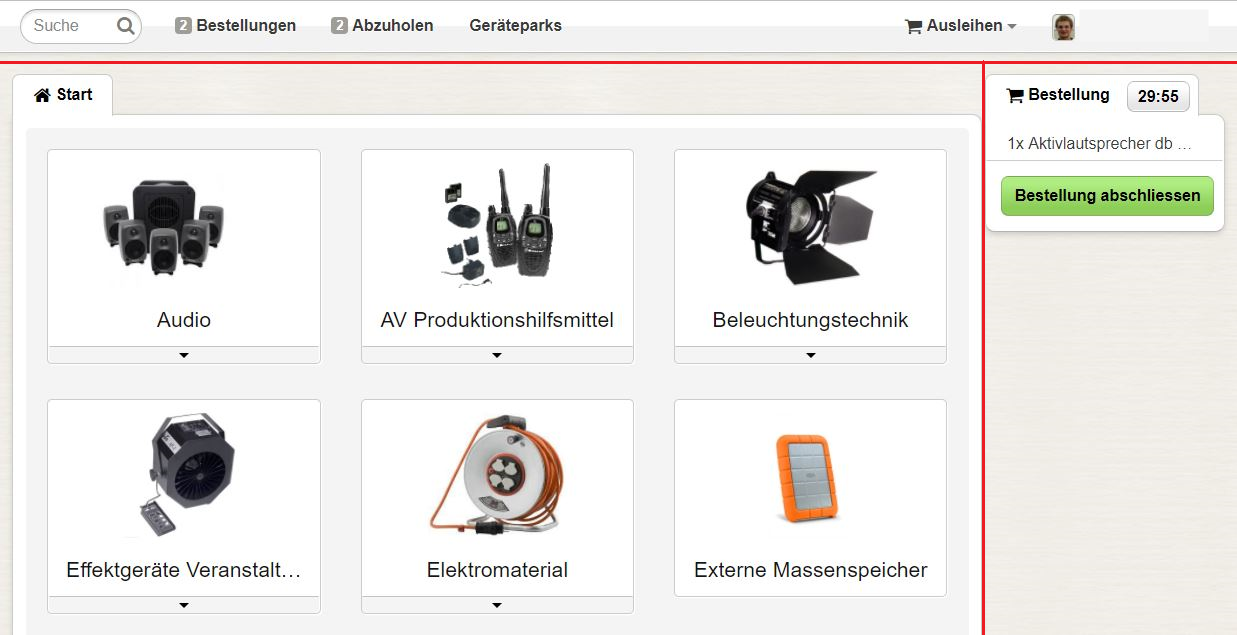 Suche
2 Bestellungen
2 Abzuholen
Geräteparks
Ausleihen
Start
Bestellung 29:55
1x Aktivlautsprecher db ...
Bestellung abschliessen
Audio
AV Produktionshilfsmittel
Beleuchtungstechnik
Effektgeräte Veranstalt...
Elektromaterial
Externe Massenspeicher